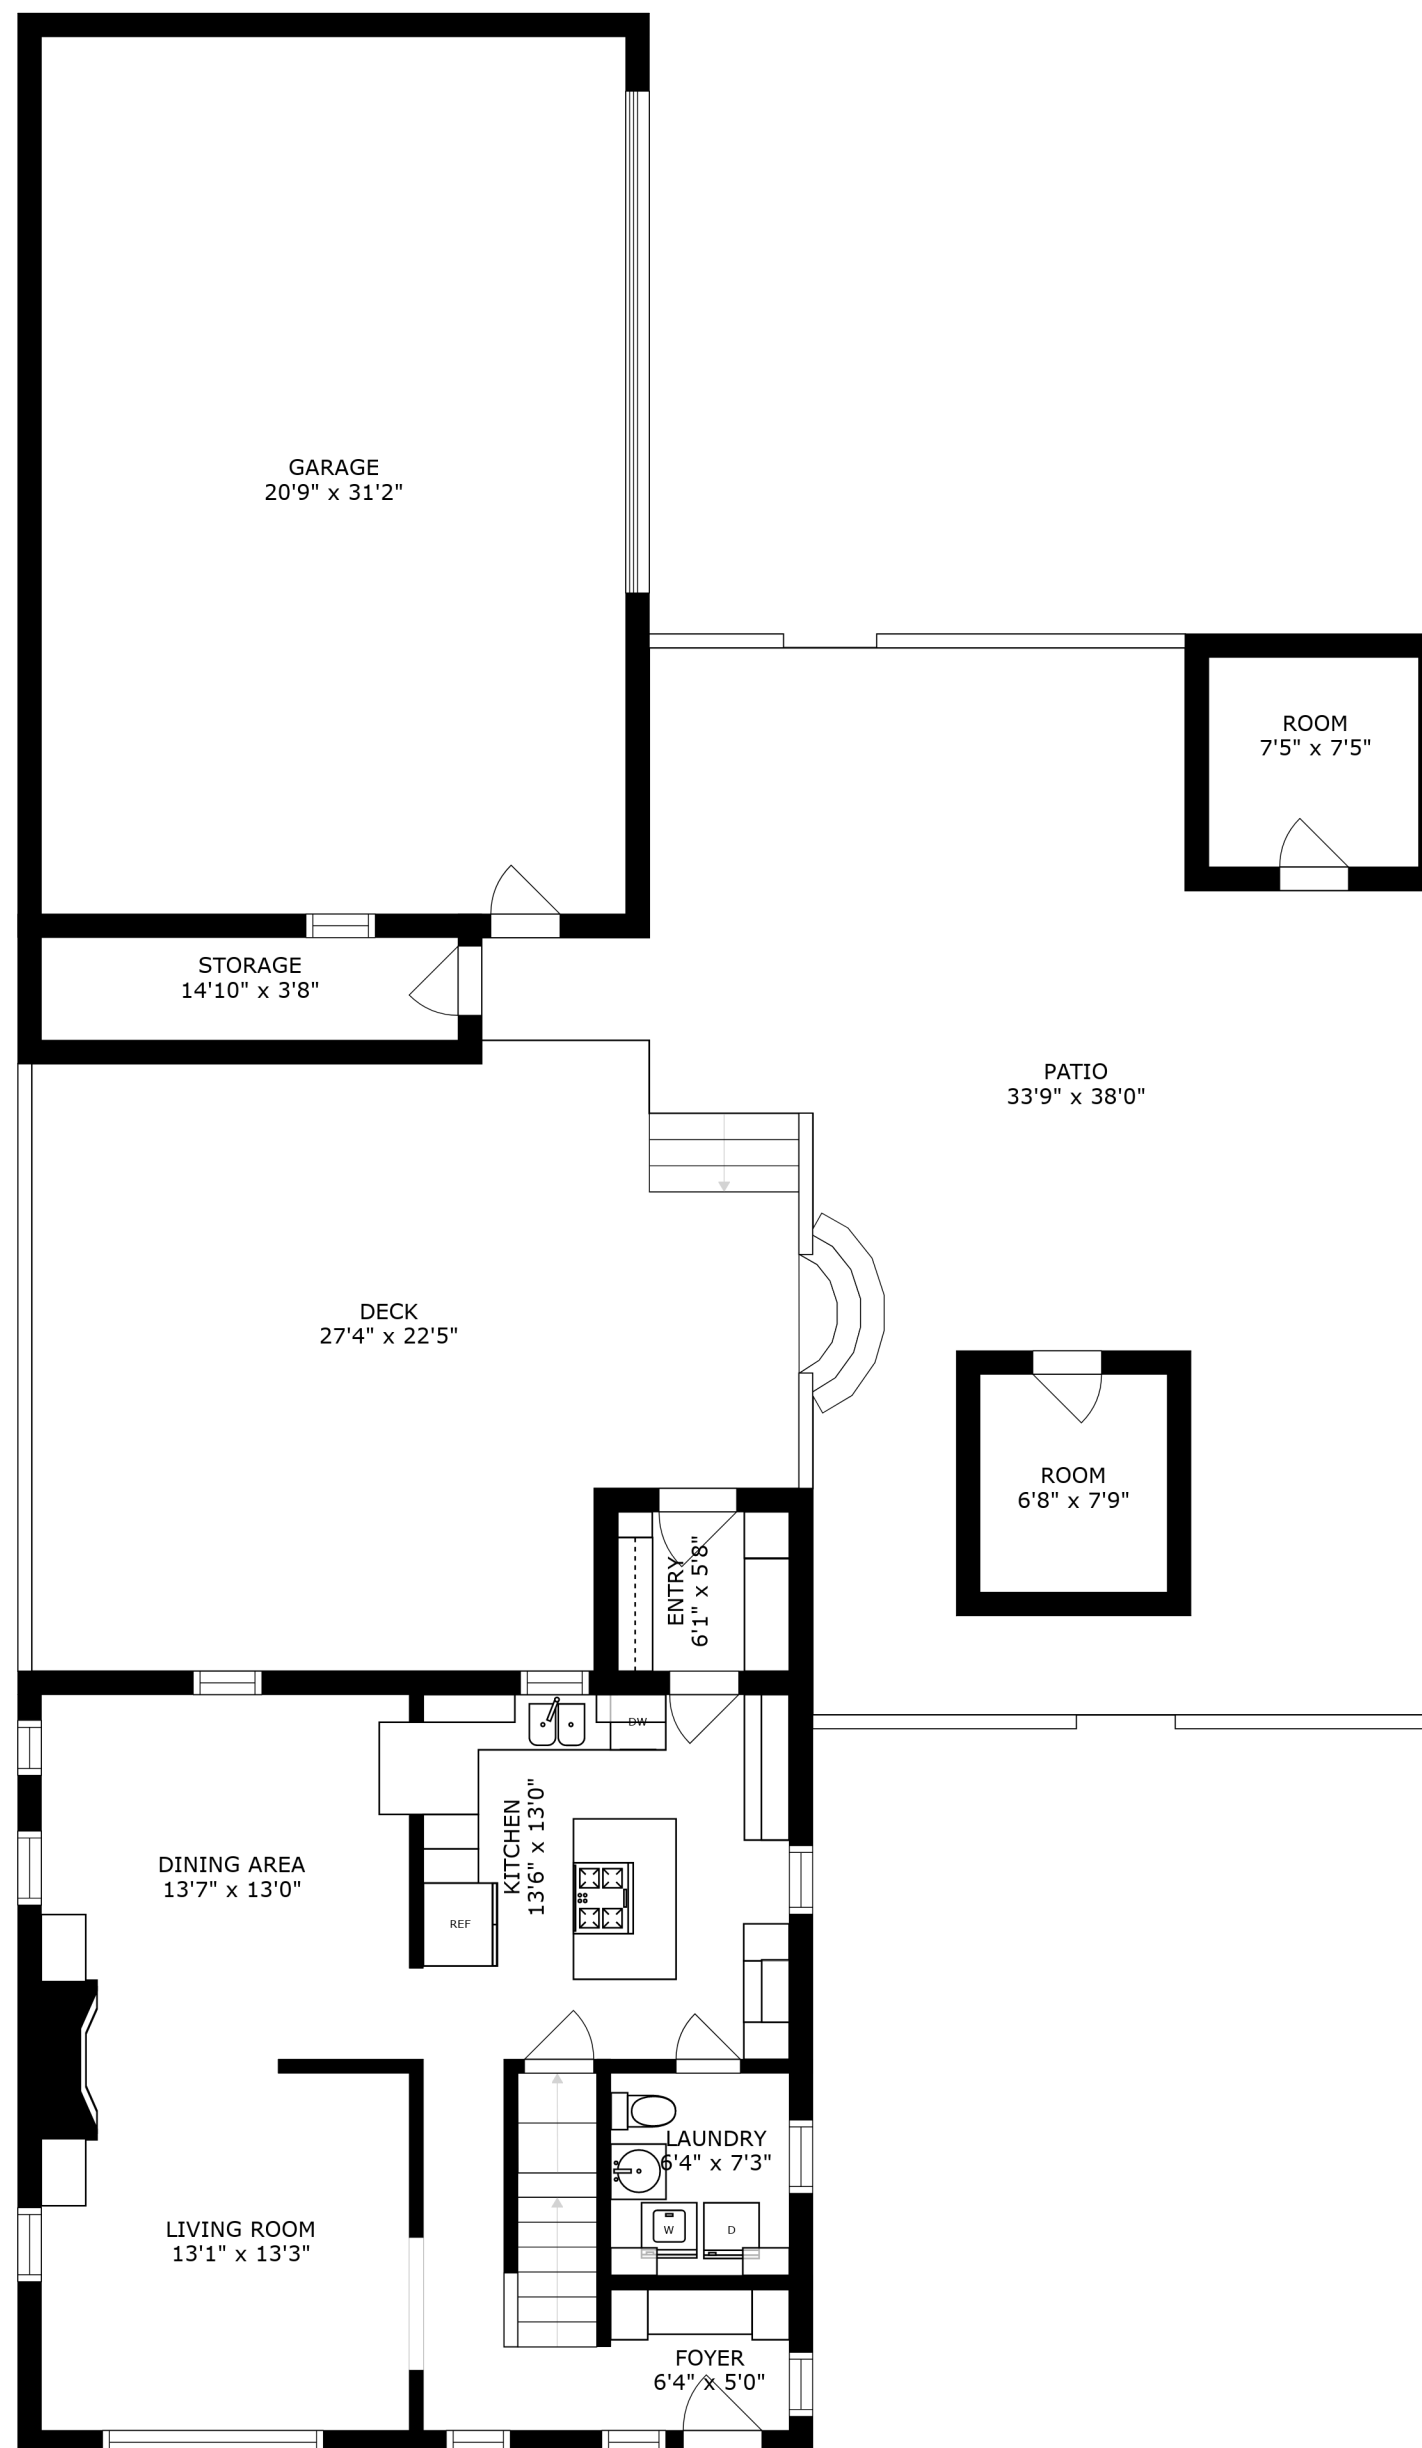 GARAGE
20'9" x 31'2"
ROOM
7'5" x 7'5"
STORAGE
14'10" x 3'8"
PATIO
33'9" x 38'0"
DECK
27'4" x 22'5"
ROOM
6'8" x 7'9"
ENTRY
6'1" x 5'8"
DW
KITCHEN
13'6" x 13'0"
DINING AREA
13'7" x 13'0"
REF
LAUNDRY
6'4" x 7'3"
W
D
LIVING ROOM
13'1" x 13'3"
FOYER
6'4" x 5'0"